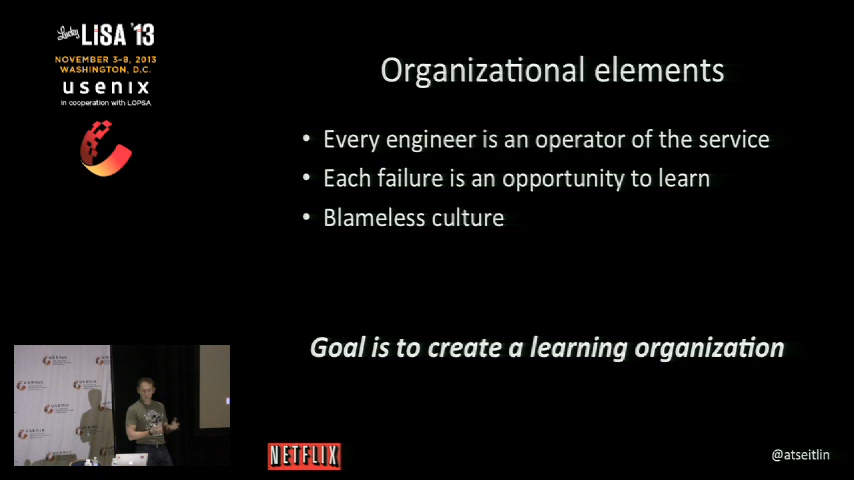 Lucky LiSA '13
NOVEMBER 3-8, 2013
WASHINGTON, D.C.
usenix
in cooperation with LOPSA
Organizational elements
• Every engineer is an operator of the service
• Each failure is an opportunity to learn
• Blameless culture
Goal is to create a learning organization
NETFLIX
@atseitlin